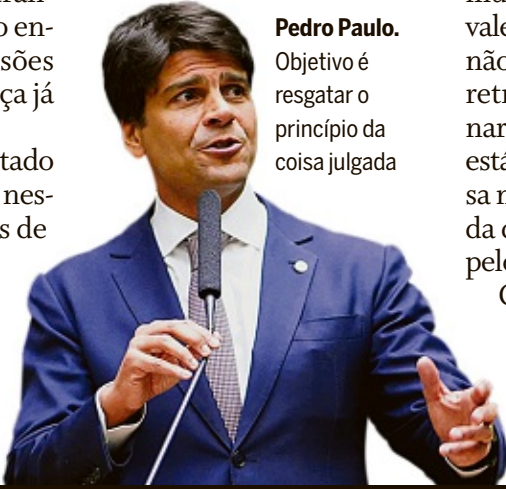 o en-
sões
ça já
tado
nes-
s de
Pedro Paulo.
Objetivo é
resgatar o
princípio da
coisa julgada
vale
não
retr
nar
está
sa n
da c
pelo